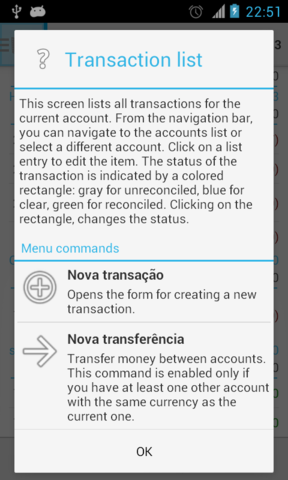 22:51
3
? Transaction list
This screen lists all transactions for the
current account. From the navigation bar,
you can navigate to the accounts list or
select a different account. Click on a list
entry to edit the item. The status of the
transaction is indicated by a colored
rectangle: gray for unreconciled, blue for
clear, green for reconciled. Clicking on the
rectangle, changes the status.
Menu commands
Nova transação
Opens the form for creating a new
transaction.
Nova transferência
Transfer money between accounts.
This command is enabled only if
you have at least one other account
with the same currency as the
current one.
OK